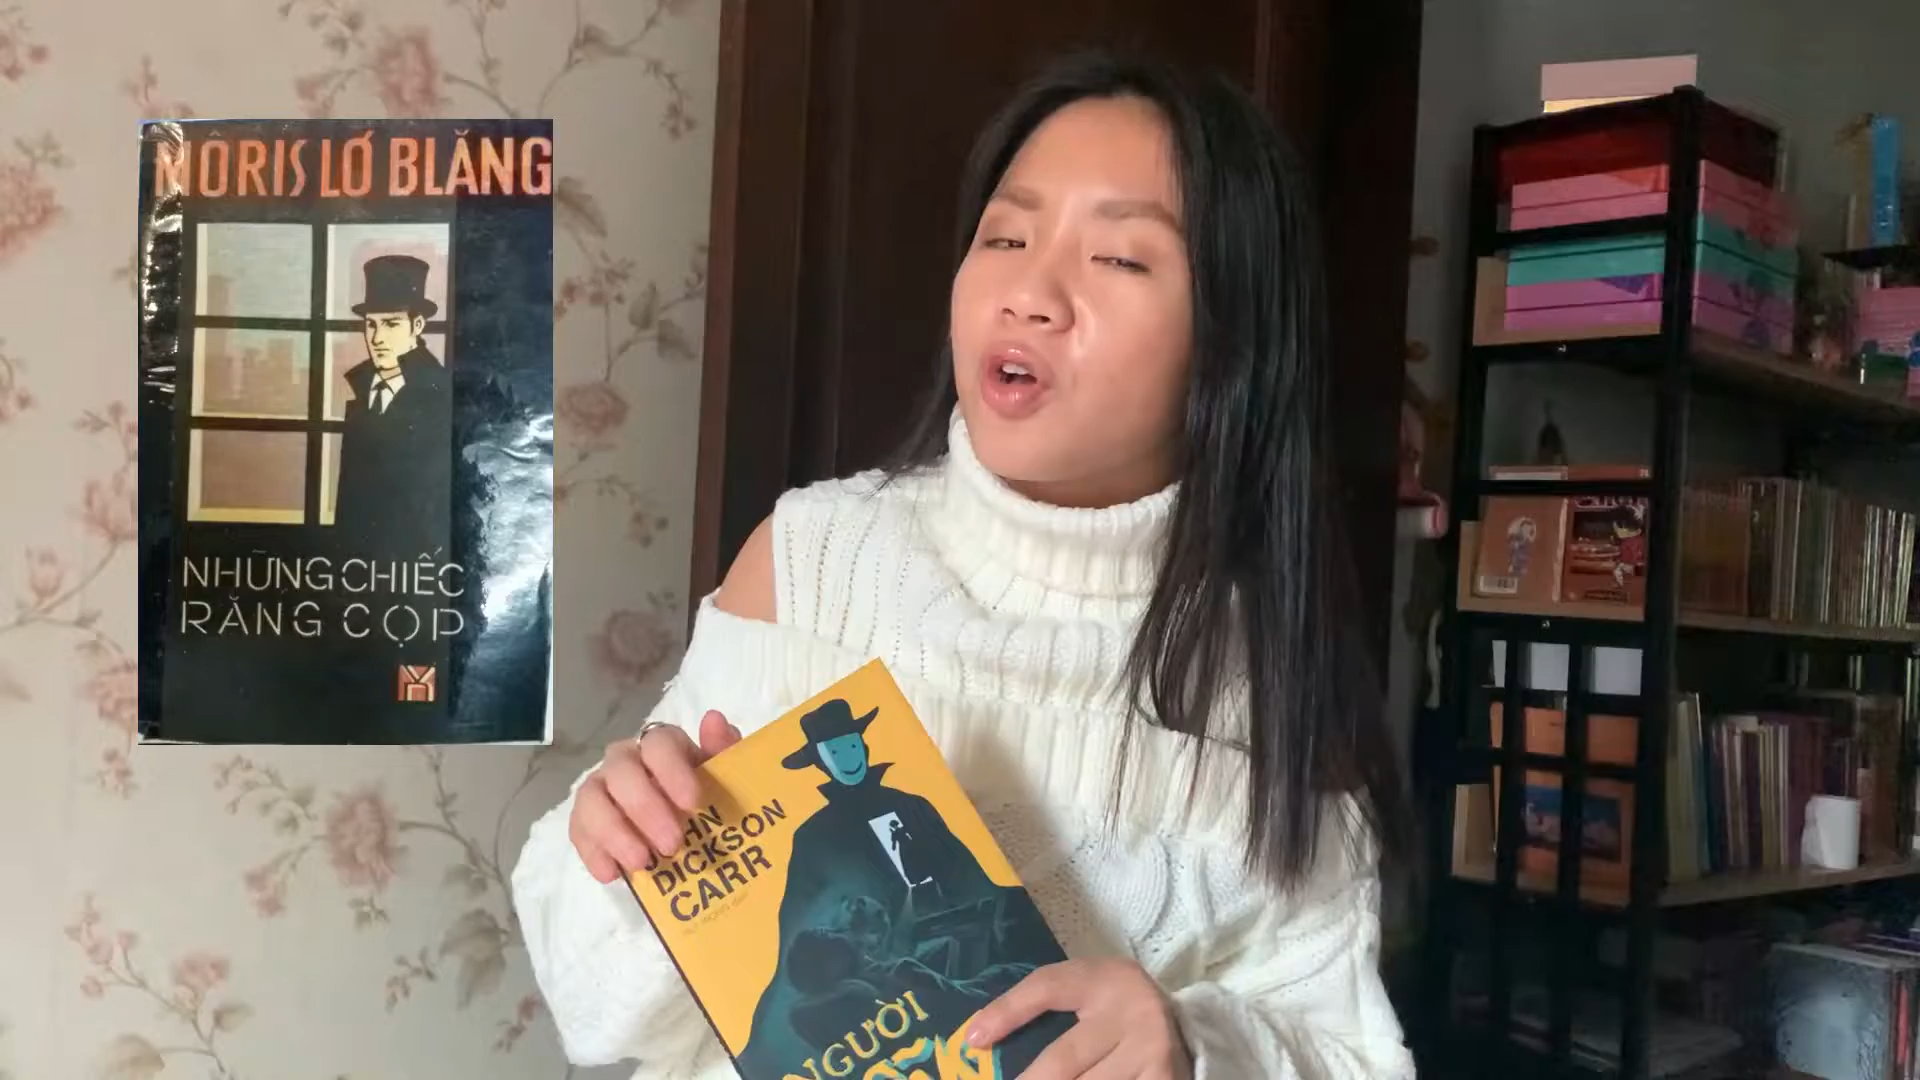 MÔRIS LƠ BLĂNG
NHỮNG CHIẾC
RĂNG CỌP
JOHN
DICKSON
CARR
NGƯỜI